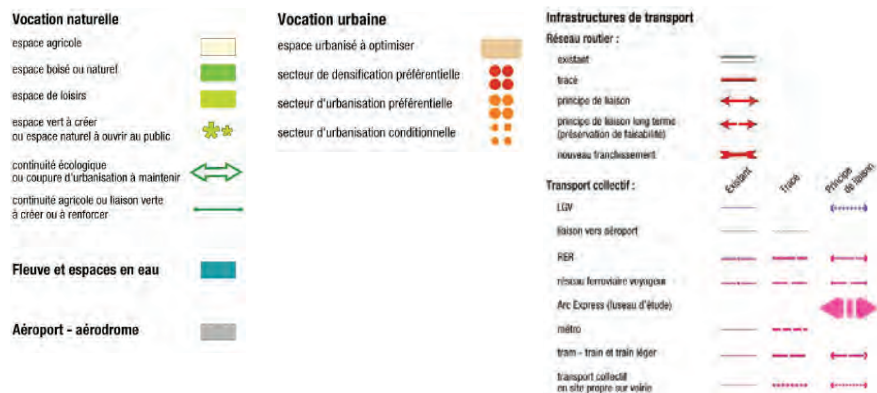 Vocation naturelle
espace agricole
espace boisé ou naturel
espace de loisirs
espace vert à créer
ou espace naturel à ouvrir au public
continuité écologique
ou coupure d'urbanisation à maintenir
continuité agricole ou liaison verte
à créer ou à renforcer
Fleuve et espaces en eau
Aéroport - aérodrome
Vocation urbaine
espace urbanisé à optimiser
secteur de densification préférentielle
secteur d'urbanisation préférentielle
secteur d'urbanisation conditionnelle
Infrastructures de transport
Réseau routier :
existant
tracé
principe de liaison
principe de liaison long terme
(préservation de faisabilité)
nouveau franchissement
Transport collectif :
Existant
Tracé
Principe
de liaison
LGV
liaison vers aéroport
RER
réseau ferroviaire voyageur
Arc Express (fuseau d'étude)
métro
tram - train et train léger
transport collectif
en site propre sur voirie